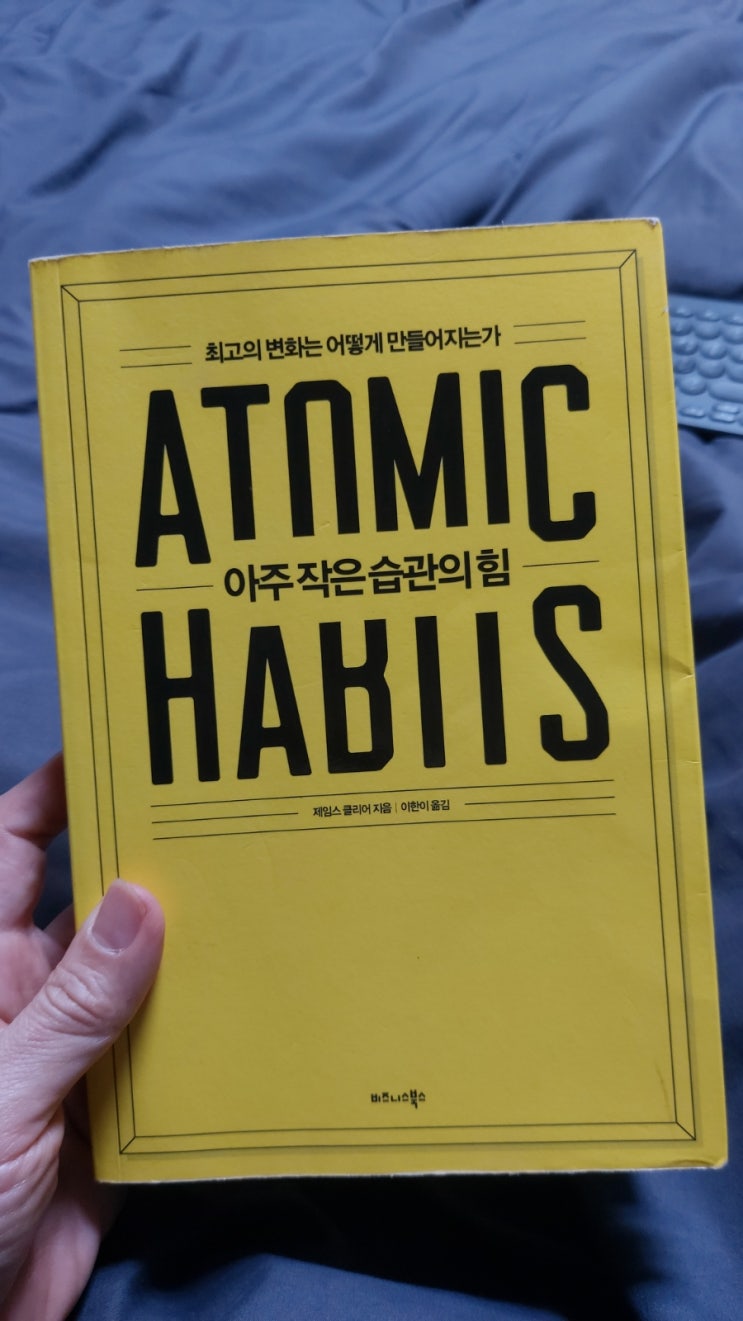 최고의 변화는 어떻게 만들어지는가
ATOMIC
아주 작은 습관의 힘
HABITS
제임스 클리어 지음 | 이한이 옮김
비즈니스북스